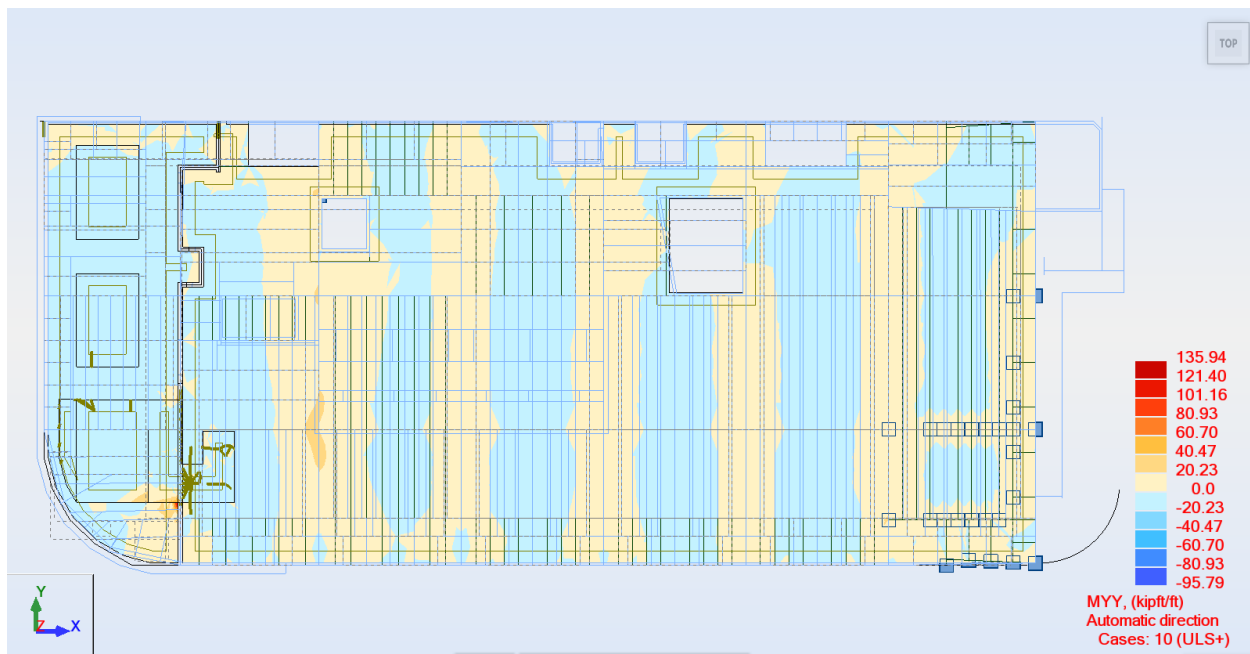 TOP
135.94
121.40
101.16
80.93
60.70
40.47
20.23
0.0
-20.23
-40.47
-60.70
-80.93
-95.79
MYY, (kipft/ft)
Automatic direction
Cases: 10 (ULS+)
Y
Z
X